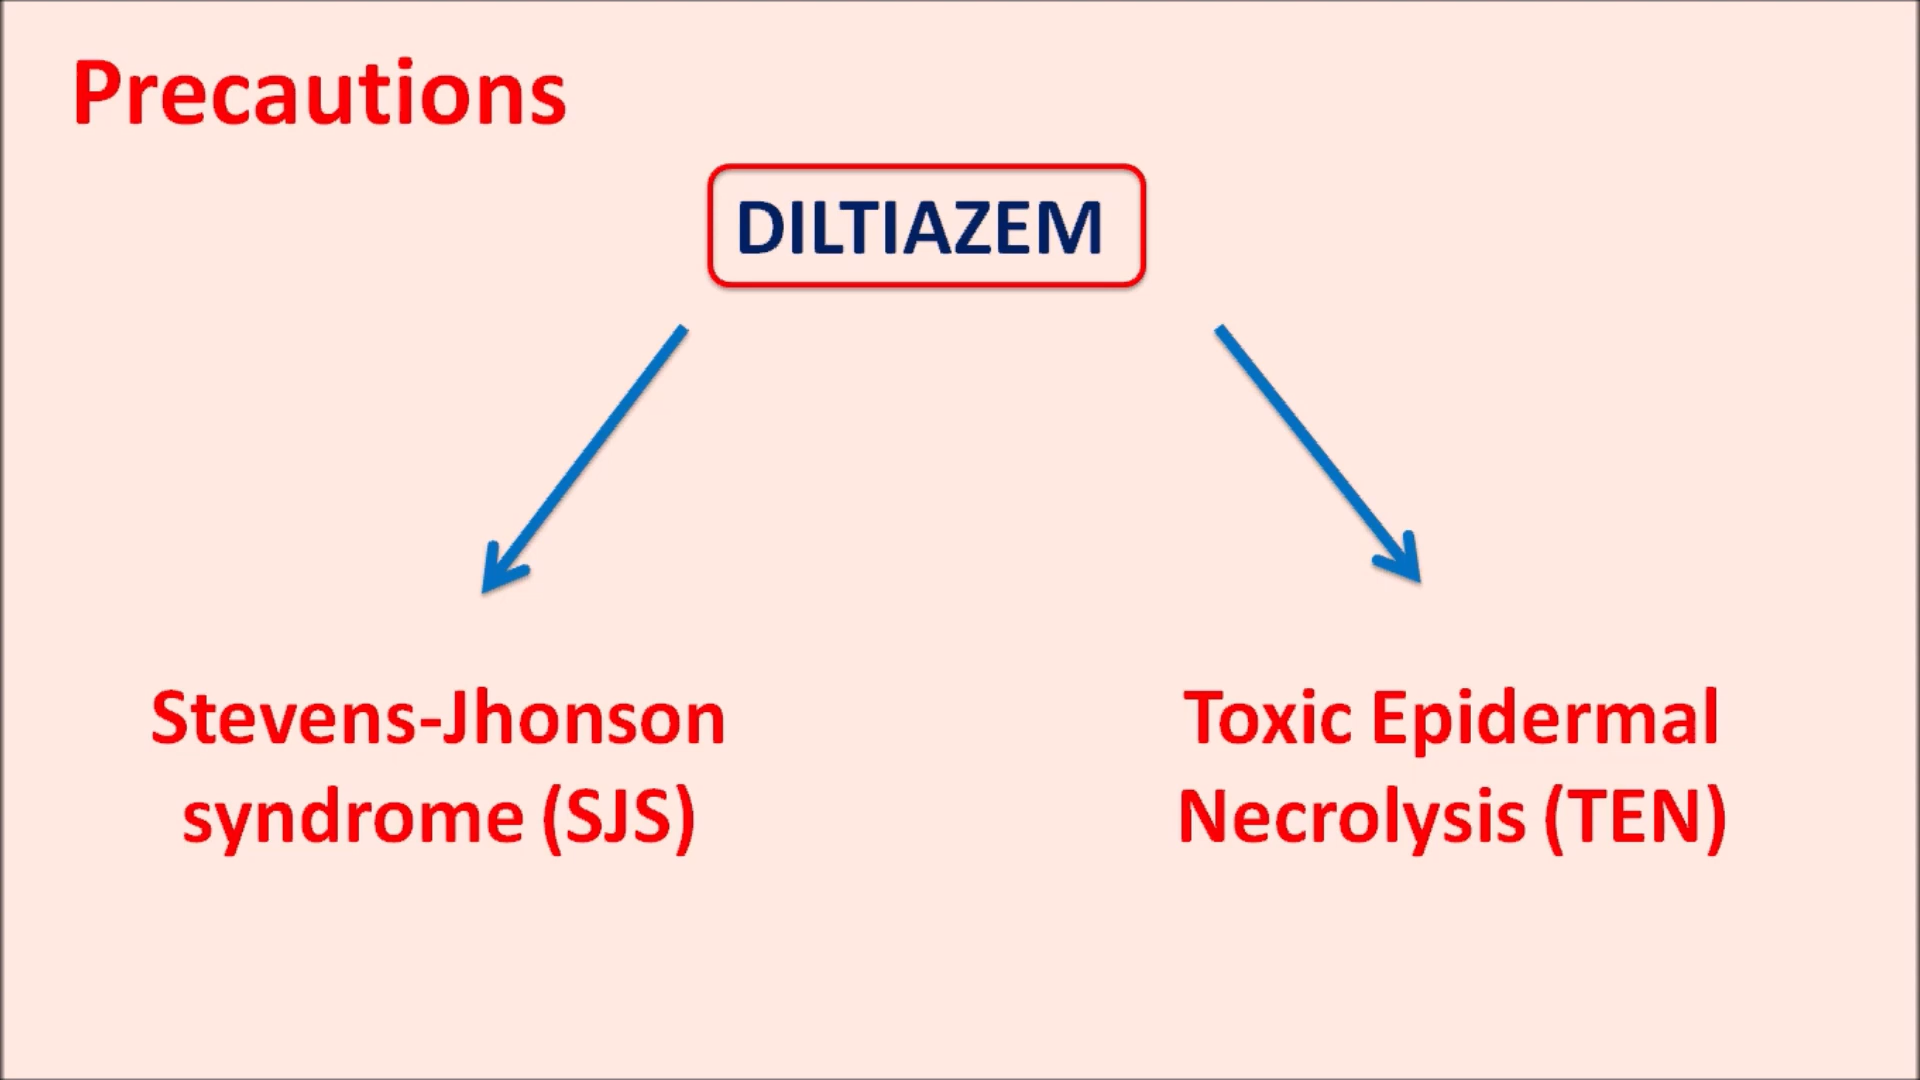 Precautions
DILTIAZEM
Stevens-Jhonson
syndrome (SJS)
Toxic Epidermal
Necrolysis (TEN)